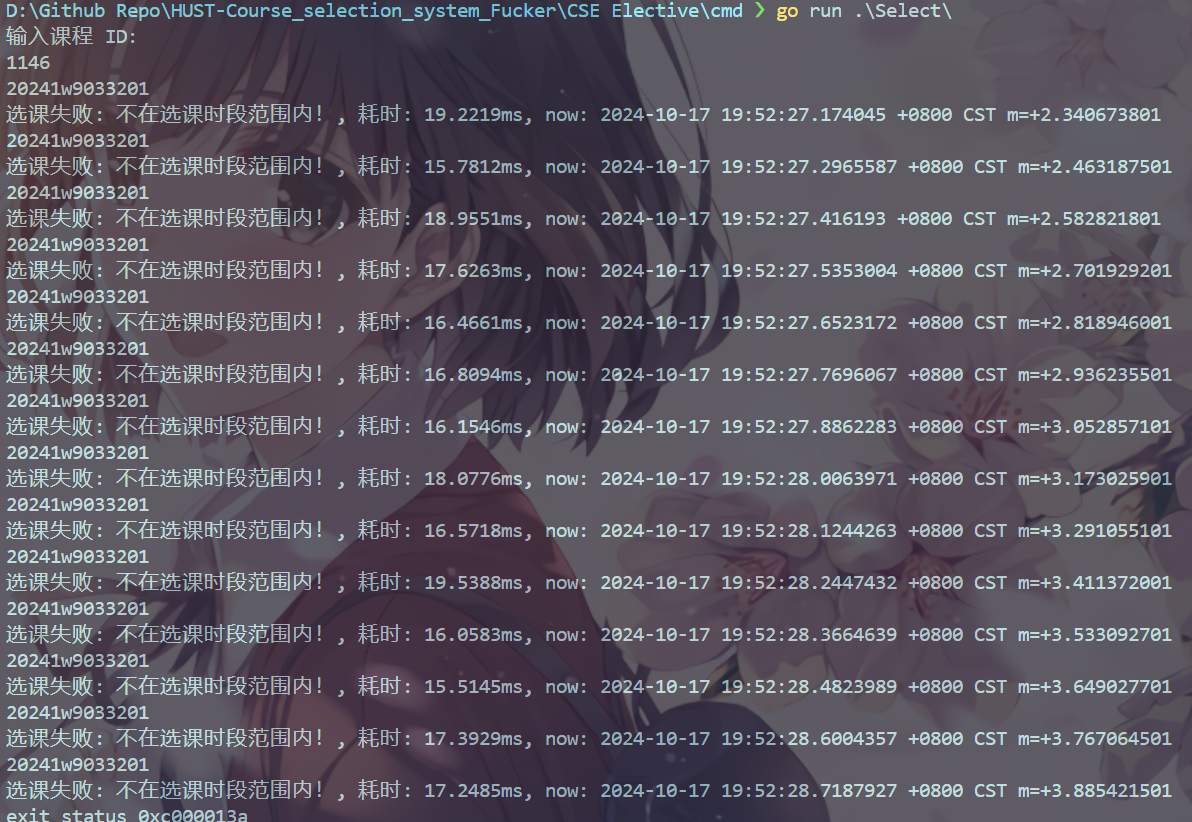 D:\Github Repo\HUST-Course_selection_system_Fucker\CSE Elective\cmd ❯ go run .\Select\
输入课程 ID:
1146
20241w9033201
选课失败: 不在选课时段范围内! , 耗时: 19.2219ms, now: 2024-10-17 19:52:27.174045 +0800 CST m=+2.340673801
20241w9033201
选课失败: 不在选课时段范围内! , 耗时: 15.7812ms, now: 2024-10-17 19:52:27.2965587 +0800 CST m=+2.463187501
20241w9033201
选课失败: 不在选课时段范围内! , 耗时: 18.9551ms, now: 2024-10-17 19:52:27.416193 +0800 CST m=+2.582821801
20241w9033201
选课失败: 不在选课时段范围内! , 耗时: 17.6263ms, now: 2024-10-17 19:52:27.5353004 +0800 CST m=+2.701929201
20241w9033201
选课失败: 不在选课时段范围内! , 耗时: 16.4661ms, now: 2024-10-17 19:52:27.6523172 +0800 CST m=+2.818946001
20241w9033201
选课失败: 不在选课时段范围内! , 耗时: 16.8094ms, now: 2024-10-17 19:52:27.7696067 +0800 CST m=+2.936235501
20241w9033201
选课失败: 不在选课时段范围内! , 耗时: 16.1546ms, now: 2024-10-17 19:52:27.8862283 +0800 CST m=+3.052857101
20241w9033201
选课失败: 不在选课时段范围内! , 耗时: 18.0776ms, now: 2024-10-17 19:52:28.0063971 +0800 CST m=+3.173025901
20241w9033201
选课失败: 不在选课时段范围内! , 耗时: 16.5718ms, now: 2024-10-17 19:52:28.1244263 +0800 CST m=+3.291055101
20241w9033201
选课失败: 不在选课时段范围内! , 耗时: 19.5388ms, now: 2024-10-17 19:52:28.2447432 +0800 CST m=+3.411372001
20241w9033201
选课失败: 不在选课时段范围内! , 耗时: 16.0583ms, now: 2024-10-17 19:52:28.3664639 +0800 CST m=+3.533092701
20241w9033201
选课失败: 不在选课时段范围内! , 耗时: 15.5145ms, now: 2024-10-17 19:52:28.4823989 +0800 CST m=+3.649027701
20241w9033201
选课失败: 不在选课时段范围内! , 耗时: 17.3929ms, now: 2024-10-17 19:52:28.6004357 +0800 CST m=+3.767064501
20241w9033201
选课失败: 不在选课时段范围内! , 耗时: 17.2485ms, now: 2024-10-17 19:52:28.7187927 +0800 CST m=+3.885421501
exit status 0xc000013a